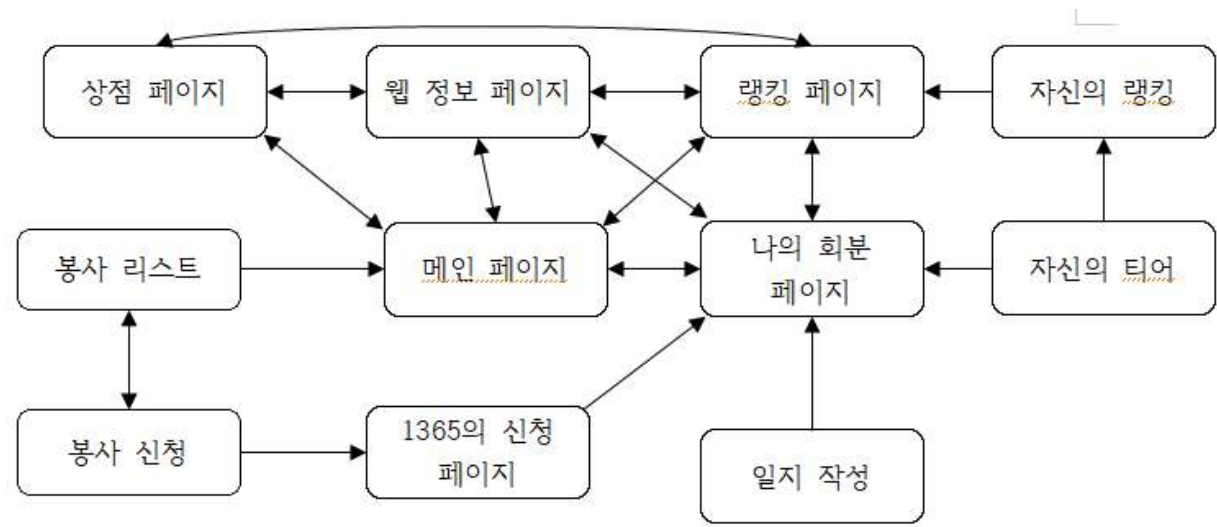 상점 페이지
웹 정보 페이지
랭킹 페이지
자신의 랭킹
봉사 리스트
메인 페이지
나의 회분
페이지
자신의 티어
봉사 신청
1365의 신청
페이지
일지 작성